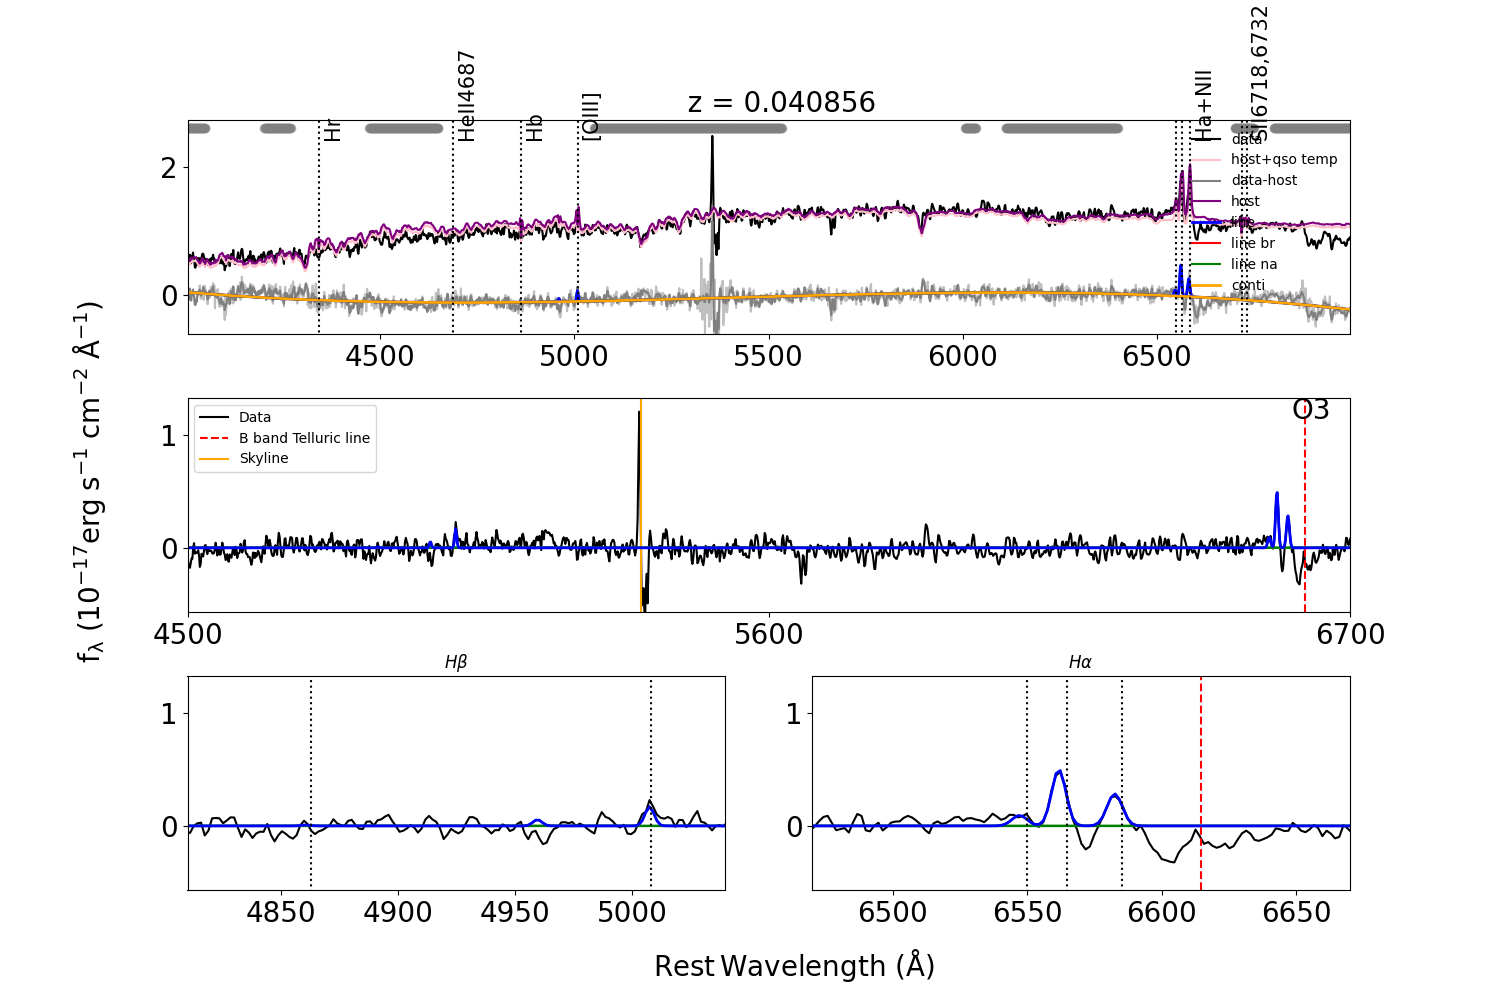 z = 0.040856
Hr
HeII4687
Hb
[OIII]
Ha+NII
SII6718,6732
data
host+qso temp
data-host
host
line
line br
line na
conti
2
0
4500
5000
5500
6000
6500
Data
B band Telluric line
Skyline
O3
1
0
4500
5600
6700
fλ (10⁻¹⁷erg s⁻¹ cm⁻² Å⁻¹)
Hβ
1
0
4850
4900
4950
5000
Hα
1
0
6500
6550
6600
6650
Rest Wavelength (Å)